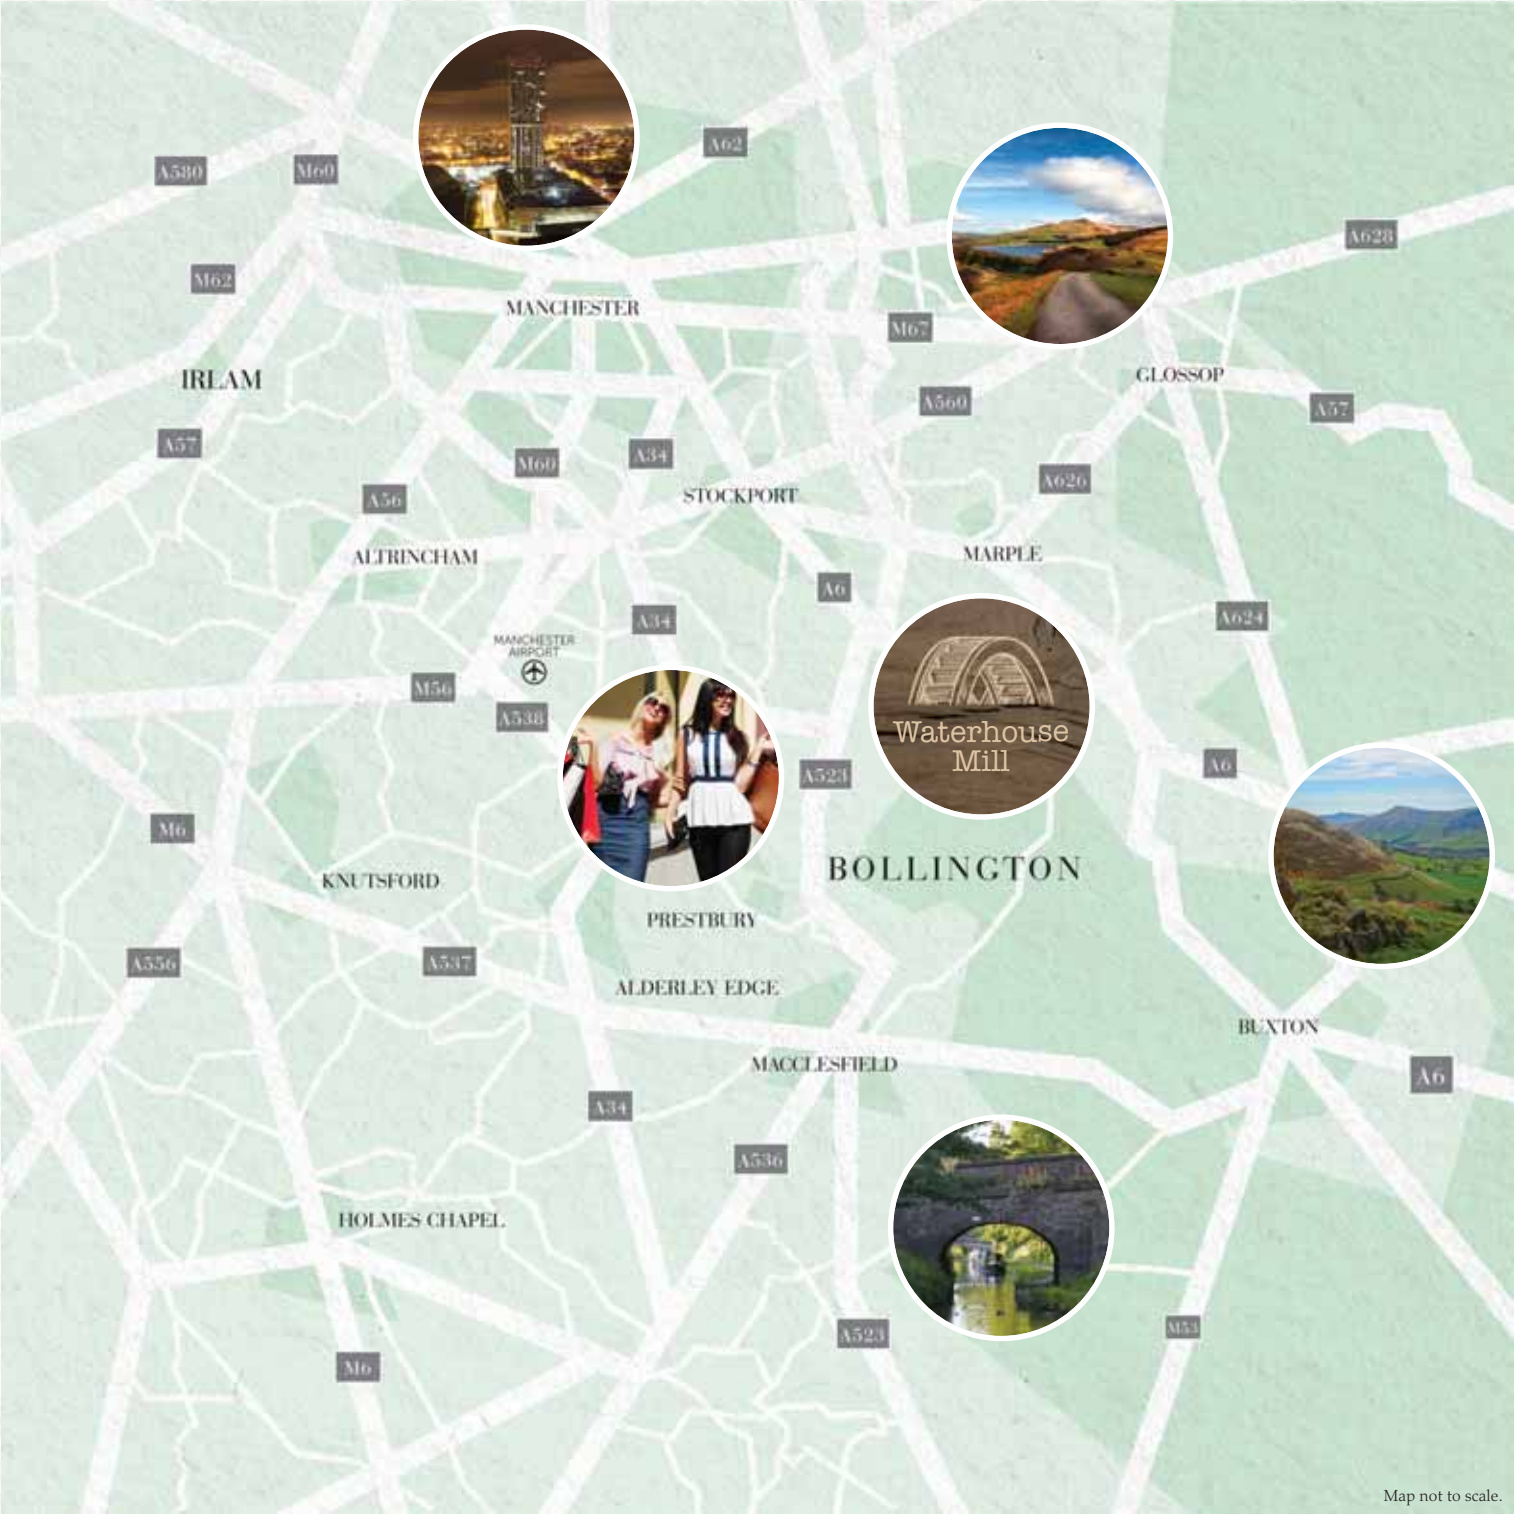 A62
A580
M60
A628
M62
MANCHESTER
M67
IRLAM
GLOSSOP
A560
A57
A57
M60
A34
A626
A56
STOCKPORT
ALTRINCHAM
MARPLE
A6
A34
A624
MANCHESTER
AIRPORT
M56
A538
Waterhouse
Mill
A523
A6
M6
BOLLINGTON
KNUTSFORD
PRESTBURY
A556
A537
ALDERLEY EDGE
BUXTON
MACCLESFIELD
A6
A34
A536
HOLMES CHAPEL
A523
M53
M6
Map not to scale.